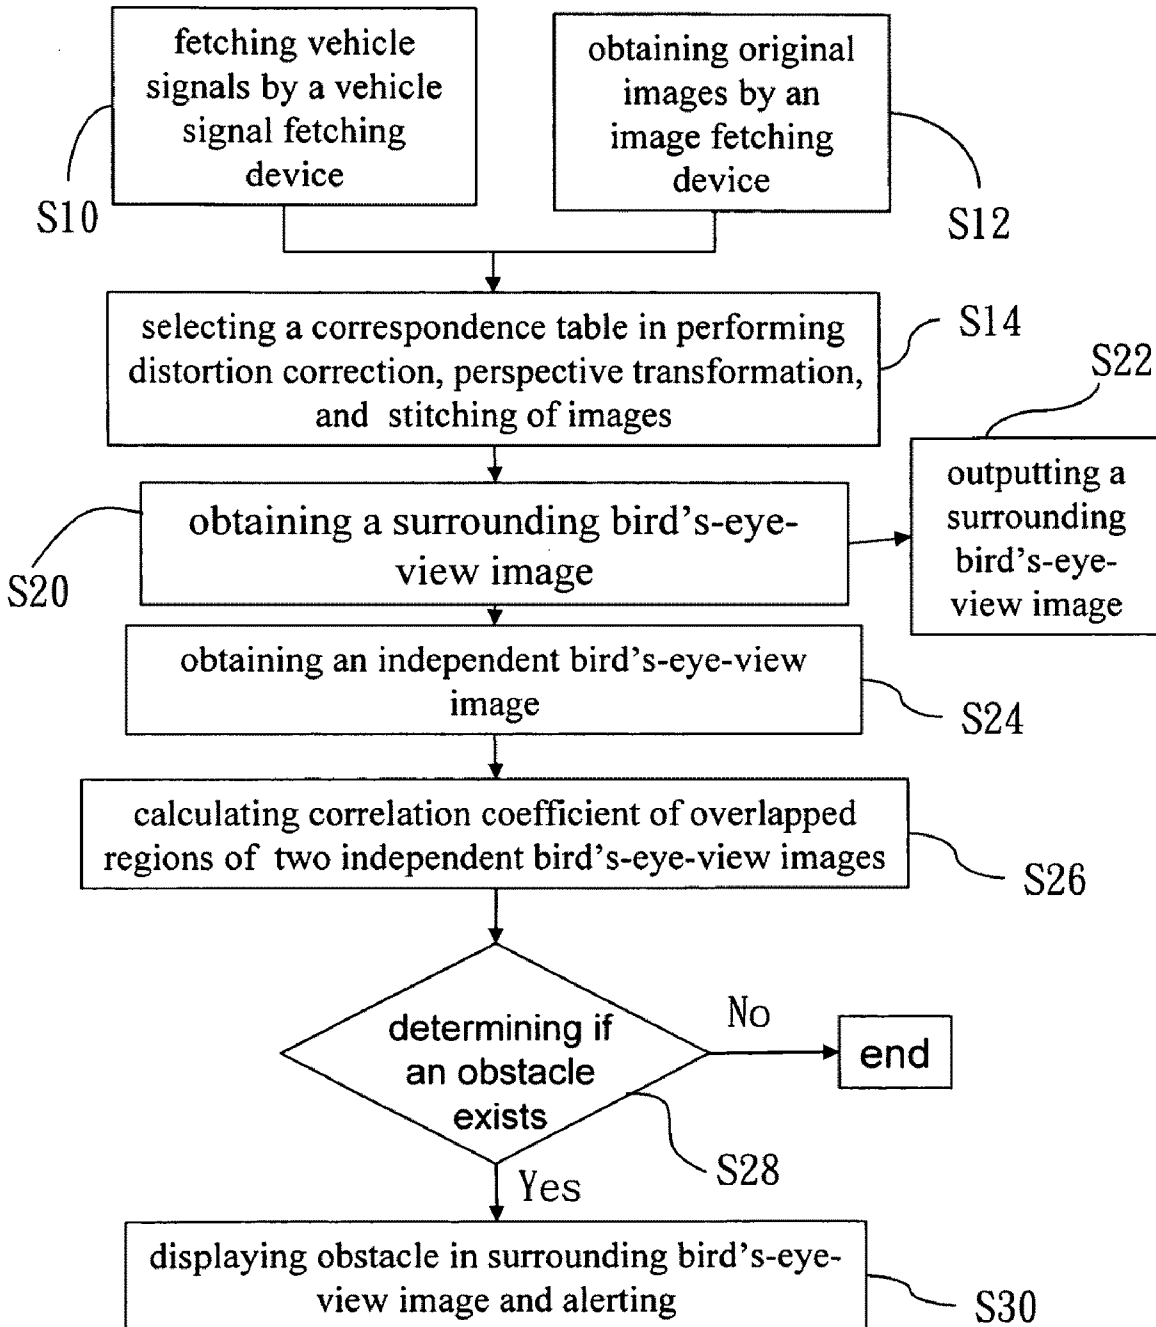 fetching vehicle
signals by a vehicle
signal fetching
device
S10
obtaining original
images by an
image fetching
device
S12
selecting a correspondence table in performing
distortion correction, perspective transformation,
and stitching of images
S14
S22
outputting a
surrounding
bird's-eye-
view image
obtaining a surrounding bird's-eye-
view image
S20
obtaining an independent bird's-eye-view
image
S24
calculating correlation coefficient of overlapped
regions of two independent bird's-eye-view images
S26
determining if
an obstacle
exists
No
end
S28
Yes
displaying obstacle in surrounding bird's-eye-
view image and alerting
S30